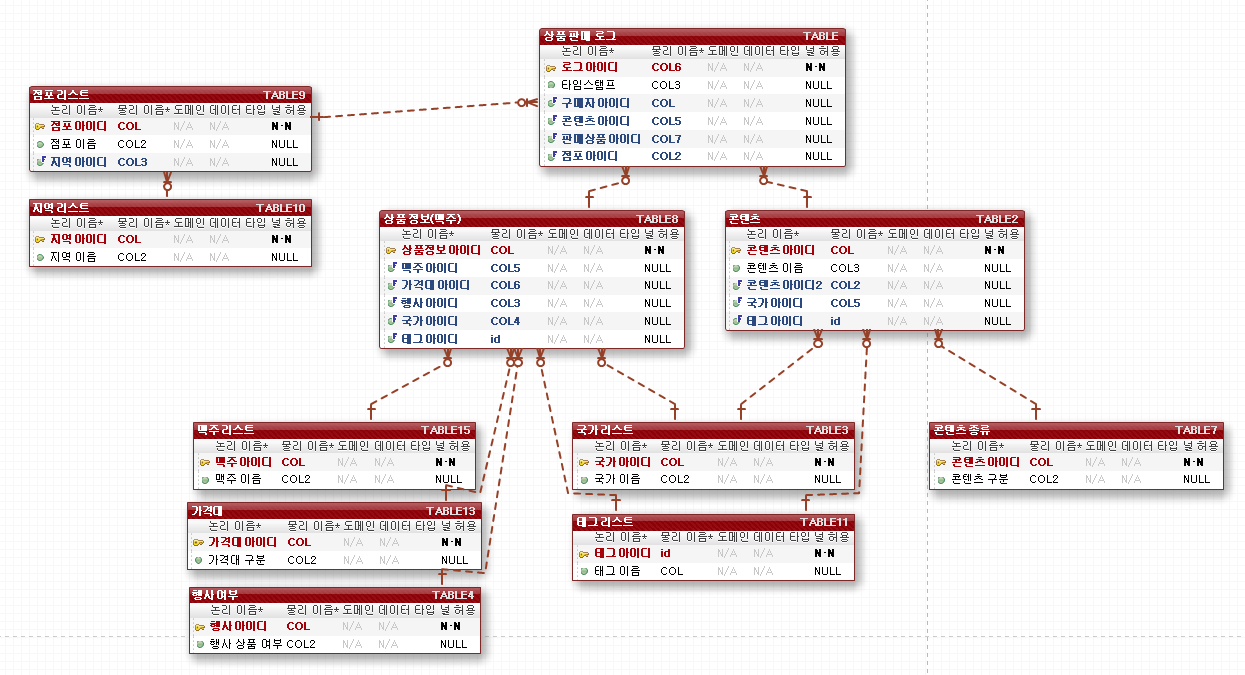 상품판매 로그 TABLE
논리 이름* 물리 이름* 도메인 데이터 타입 널 허용
로그아이디 COL6 N/A N/A N-N
타임스탬프 COL3 N/A N/A NULL
구매자아이디 COL N/A N/A NULL
콘텐츠아이디 COL5 N/A N/A NULL
판매상품아이디 COL7 N/A N/A NULL
점포아이디 COL2 N/A N/A NULL
점포리스트 TABLE9
논리 이름* 물리 이름* 도메인 데이터 타입 널 허용
점포아이디 COL N/A N/A N-N
점포 이음 COL2 N/A N/A NULL
지역아이디 COL3 N/A N/A NULL
지역리스트 TABLE10
논리 이름* 물리 이름* 도메인 데이터 타입 널 허용
지역아이디 COL N/A N/A N-N
지역 이음 COL2 N/A N/A NULL
상품정보(맥주) TABLE8
논리 이름* 물리 이름* 도메인 데이터 타입 널 허용
상품정보아이디 COL N/A N/A N-N
맥주아이디 COL5 N/A N/A NULL
가격대아이디 COL6 N/A N/A NULL
행사아이디 COL3 N/A N/A NULL
국가아이디 COL4 N/A N/A NULL
태그아이디 id N/A N/A NULL
콘텐츠 TABLE2
논리 이름* 물리 이름* 도메인 데이터 타입 널 허용
콘텐츠아이디 COL N/A N/A N-N
콘텐츠 이름 COL3 N/A N/A NULL
콘텐츠아이디2 COL2 N/A N/A NULL
국가아이디 COL5 N/A N/A NULL
태그아이디 id N/A N/A NULL
맥주리스트 TABLE15
논리 이름* 물리 이름* 도메인 데이터 타입 널 허용
맥주아이디 COL N/A N/A N-N
맥주 이름 COL2 N/A N/A NULL
국가리스트 TABLE3
논리 이름* 물리 이름* 도메인 데이터 타입 널 허용
국가아이디 COL N/A N/A N-N
국가 이름 COL2 N/A N/A NULL
콘텐츠종류 TABLE7
논리 이름* 물리 이름* 도메인 데이터 타입 널 허용
콘텐츠아이디 COL N/A N/A N-N
콘텐츠 구분 COL2 N/A N/A NULL
가격대 TABLE13
논리 이름* 물리 이름* 도메인 데이터 타입 널 허용
가격대아이디 COL N/A N/A N-N
가격대 구분 COL2 N/A N/A NULL
태그리스트 TABLE11
논리 이름* 물리 이름* 도메인 데이터 타입 널 허용
태그아이디 id N/A N/A N-N
태그 이름 COL N/A N/A NULL
행사여부 TABLE4
논리 이름* 물리 이름* 도메인 데이터 타입 널 허용
행사아이디 COL N/A N/A N-N
행사 상품 여부 COL2 N/A N/A NULL